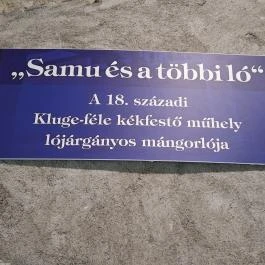 „Samu és a többi ló“
A 18. századi
Kluge-féle kékfestő műhely
lójárgányos mángorlója